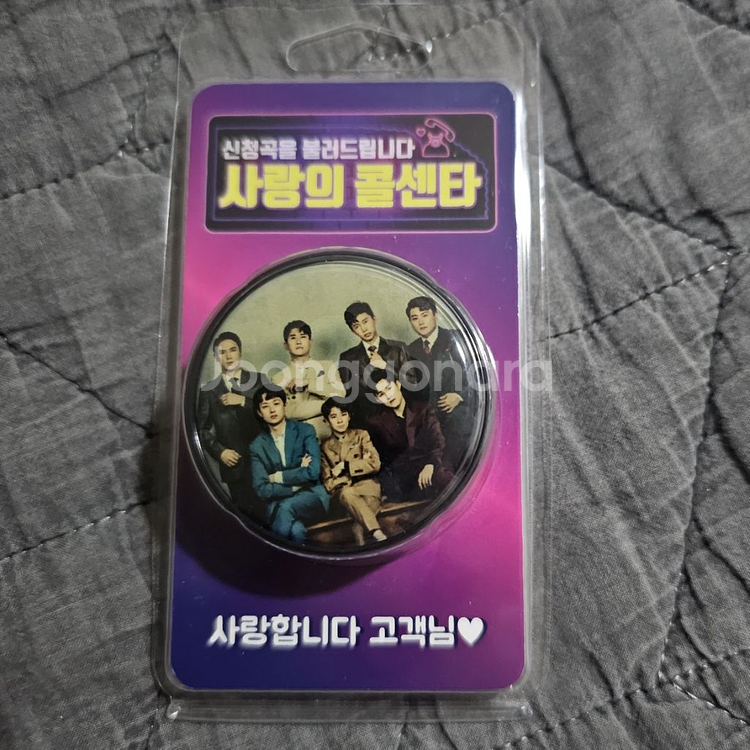 신청곡을 불러드립니다
사랑의 콜센타
Joonggonara
사랑합니다 고객님♥